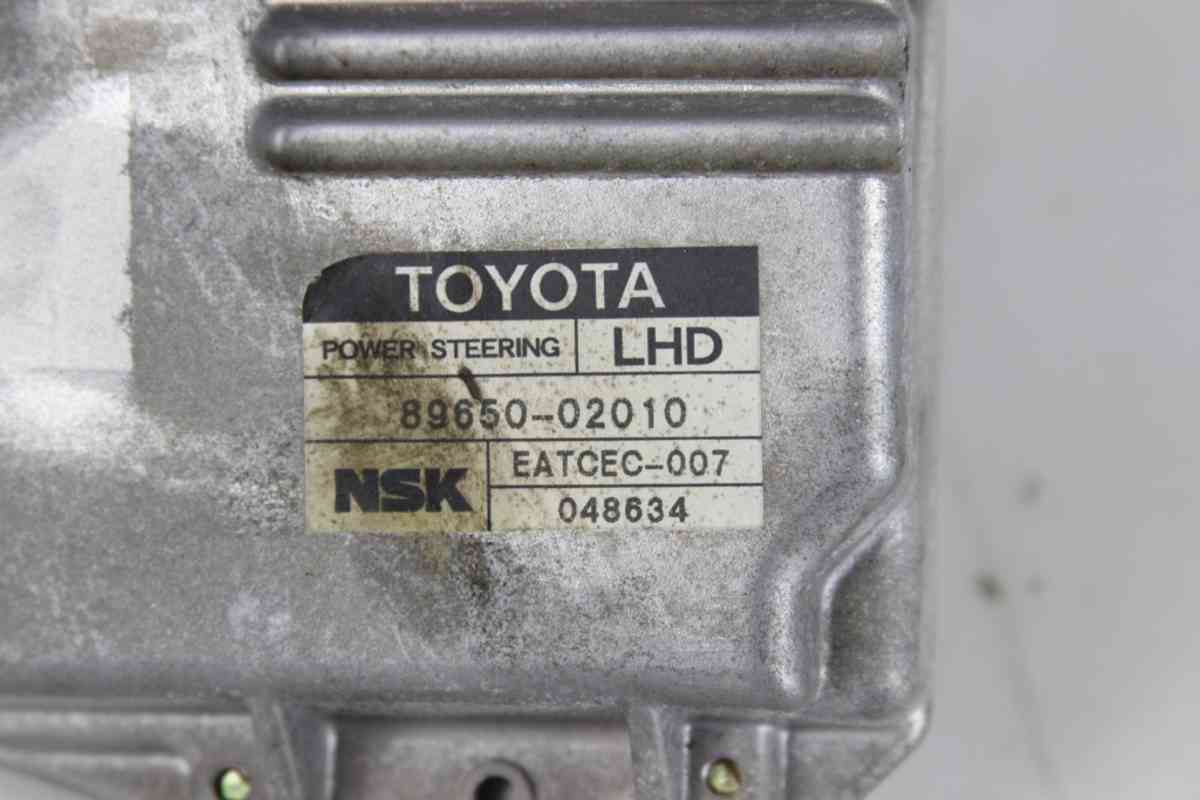 TOYOTA
POWER STEERING LHD
89650-02010
NSK EATCEC-007
048634